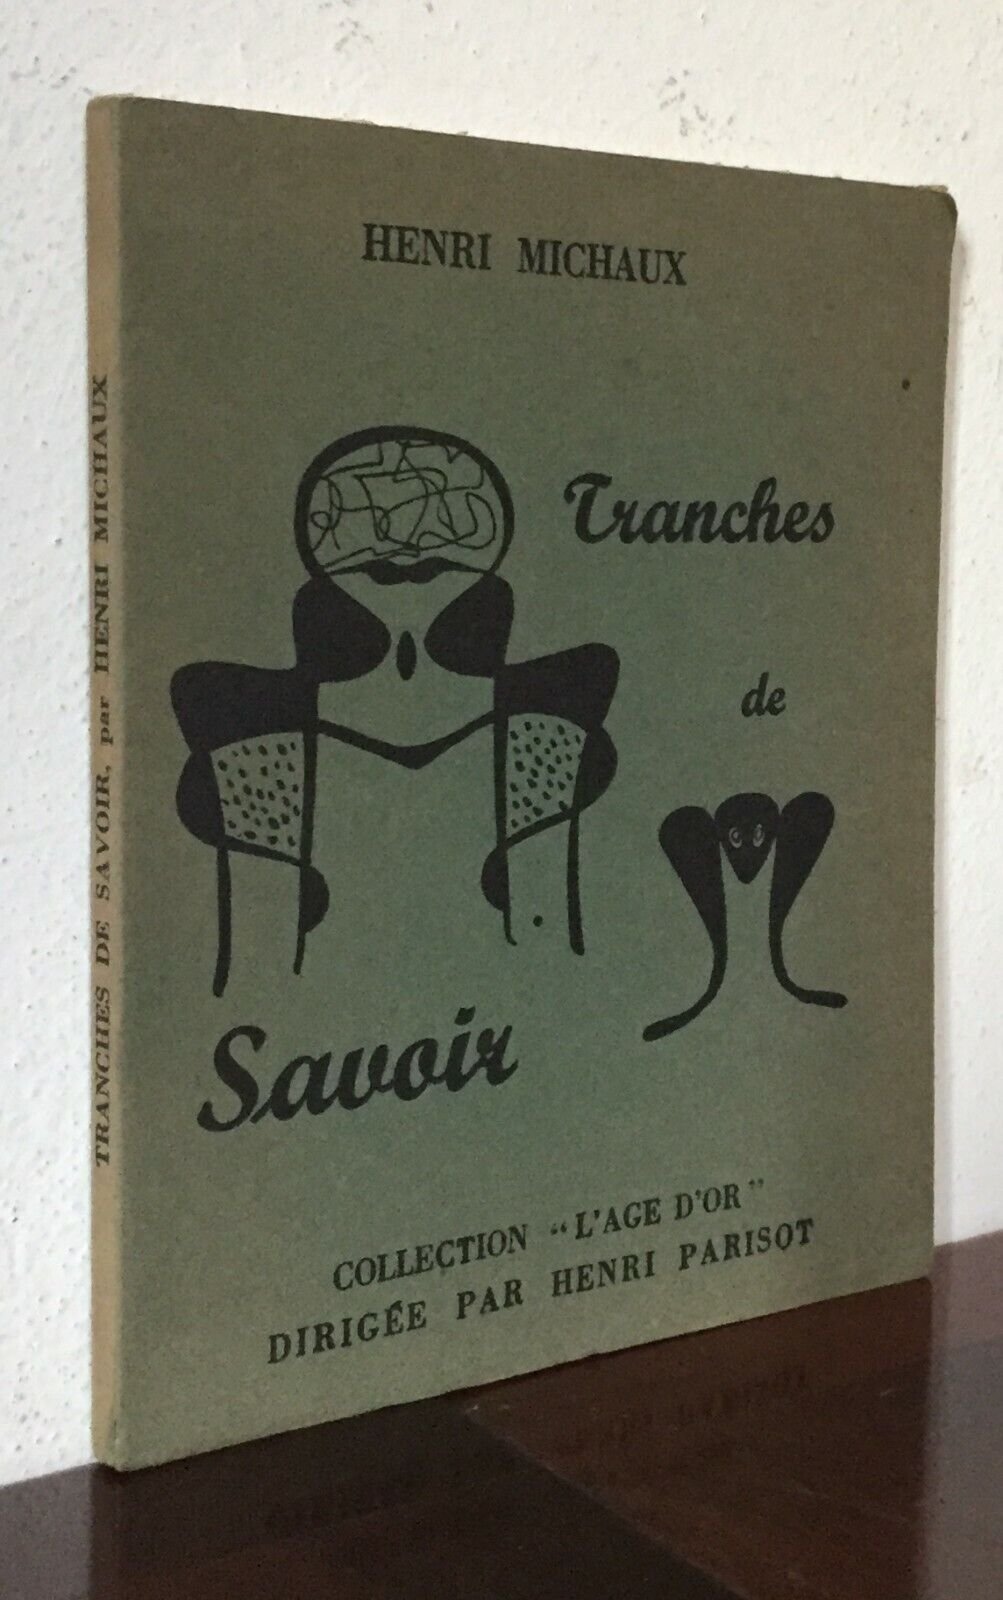 HENRI MICHAUX
Tranches
de
Savoir
COLLECTION "L'AGE D'OR"
DIRIGÉE PAR HENRI PARISOT
TRANCHES DE SAVOIR, par HENRI MICHAUX